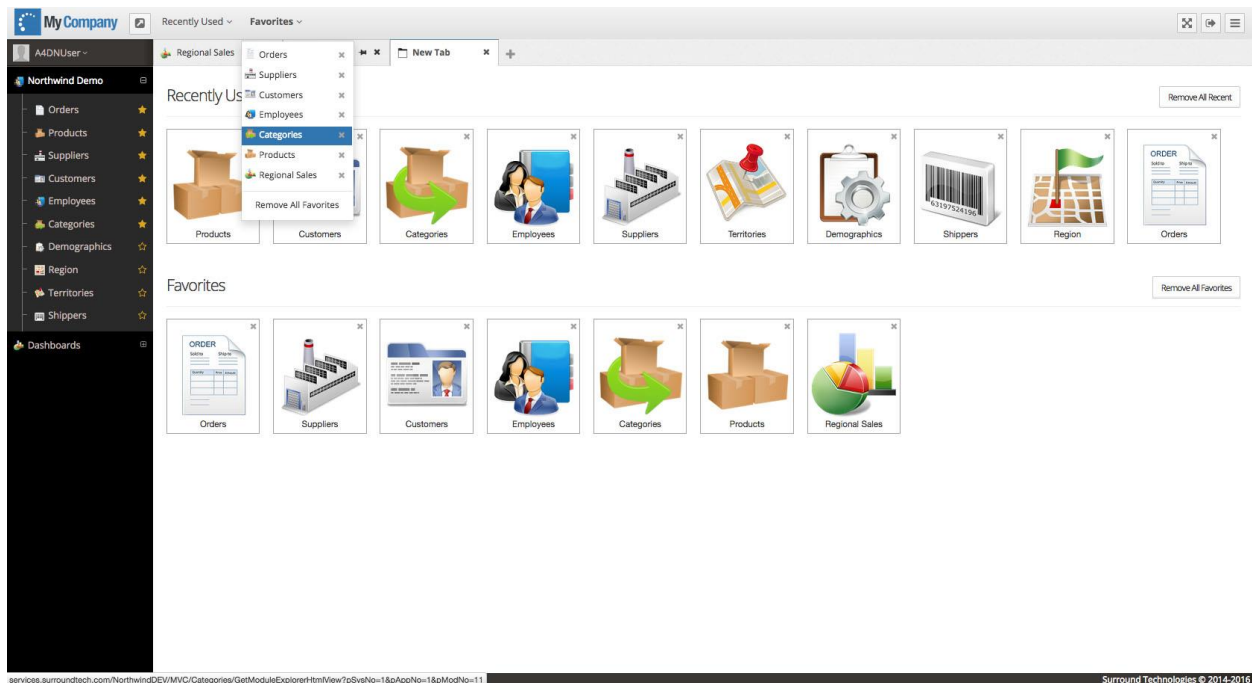 My Company
Recently Used
Favorites
A4DNUser
Regional Sales
New Tab
Orders
Suppliers
Customers
Employees
Categories
Products
Regional Sales
Remove All Favorites
Northwind Demo
Orders
Products
Suppliers
Customers
Employees
Categories
Demographics
Region
Territories
Shippers
Dashboards
Recently Us
Remove All Recent
63197524196
ORDER
Products
Customers
Categories
Employees
Suppliers
Territories
Demographics
Shippers
Region
Orders
Favorites
Remove All Favorites
ORDER
Orders
Suppliers
Customers
Employees
Categories
Products
Regional Sales
services.surroundtech.com/NorthwindDEV/MVC/Categories/GetModuleExplorerHtmlView?pSysNo=1&pAppNo=1&pModNo=11
Surround Technologies © 2014-2016